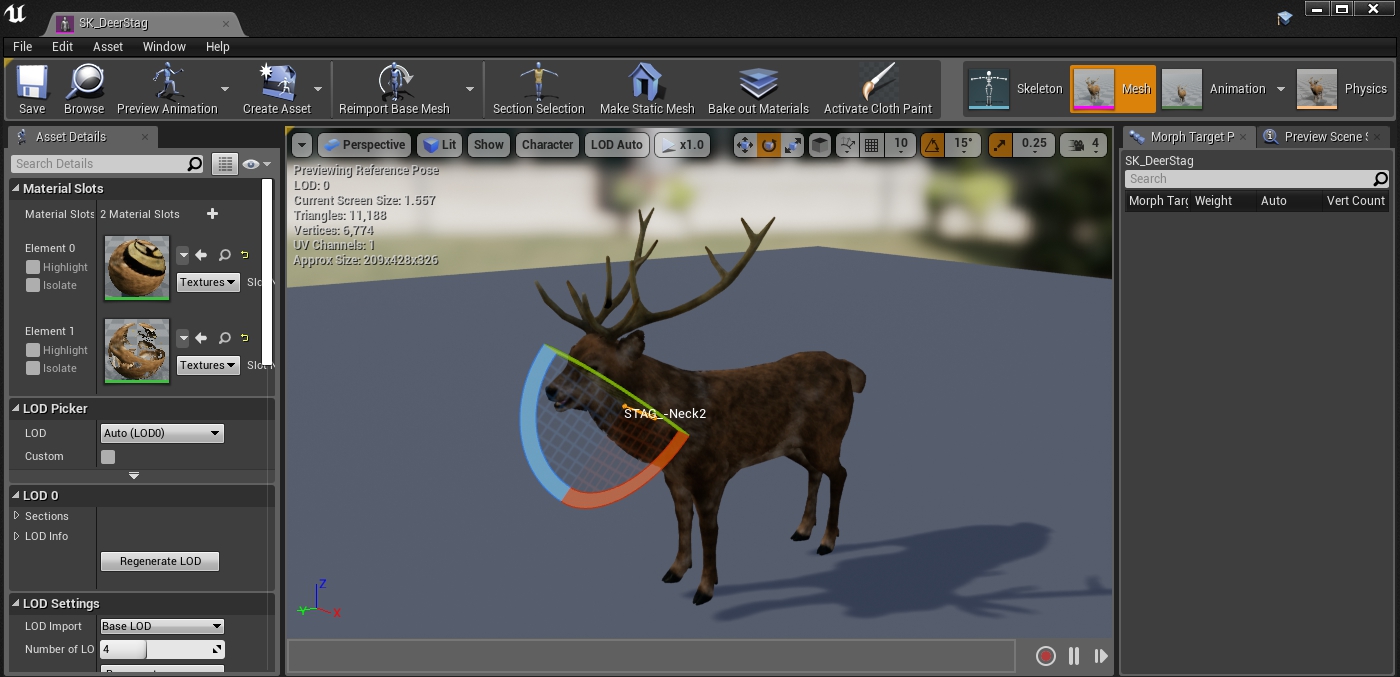 SK_DeerStag
File Edit Asset Window Help
Save Browse Preview Animation Create Asset Reimport Base Mesh Section Selection Make Static Mesh Bake out Materials Activate Cloth Paint Skeleton Mesh Animation Physics
Asset Details
Search Details
Material Slots
Material Slots 2 Material Slots
Element 0
Highlight
Isolate
Textures
Element 1
Highlight
Isolate
Textures
LOD Picker
LOD Auto (LOD0)
Custom
LOD 0
Sections
LOD Info
Regenerate LOD
LOD Settings
LOD Import Base LOD
Number of LO 4
Perspective Lit Show Character LOD Auto x1.0 10 15° 0.25 4
Previewing Reference Pose
LOD: 0
Current Screen Size: 1.557
Triangles: 11,188
Vertices: 6,774
UV Channels: 1
Approx Size: 209x428x326
STAG_-Neck2
Z
Y X
Morph Target P Preview Scene S
SK_DeerStag
Search
Morph Targ Weight Auto Vert Count